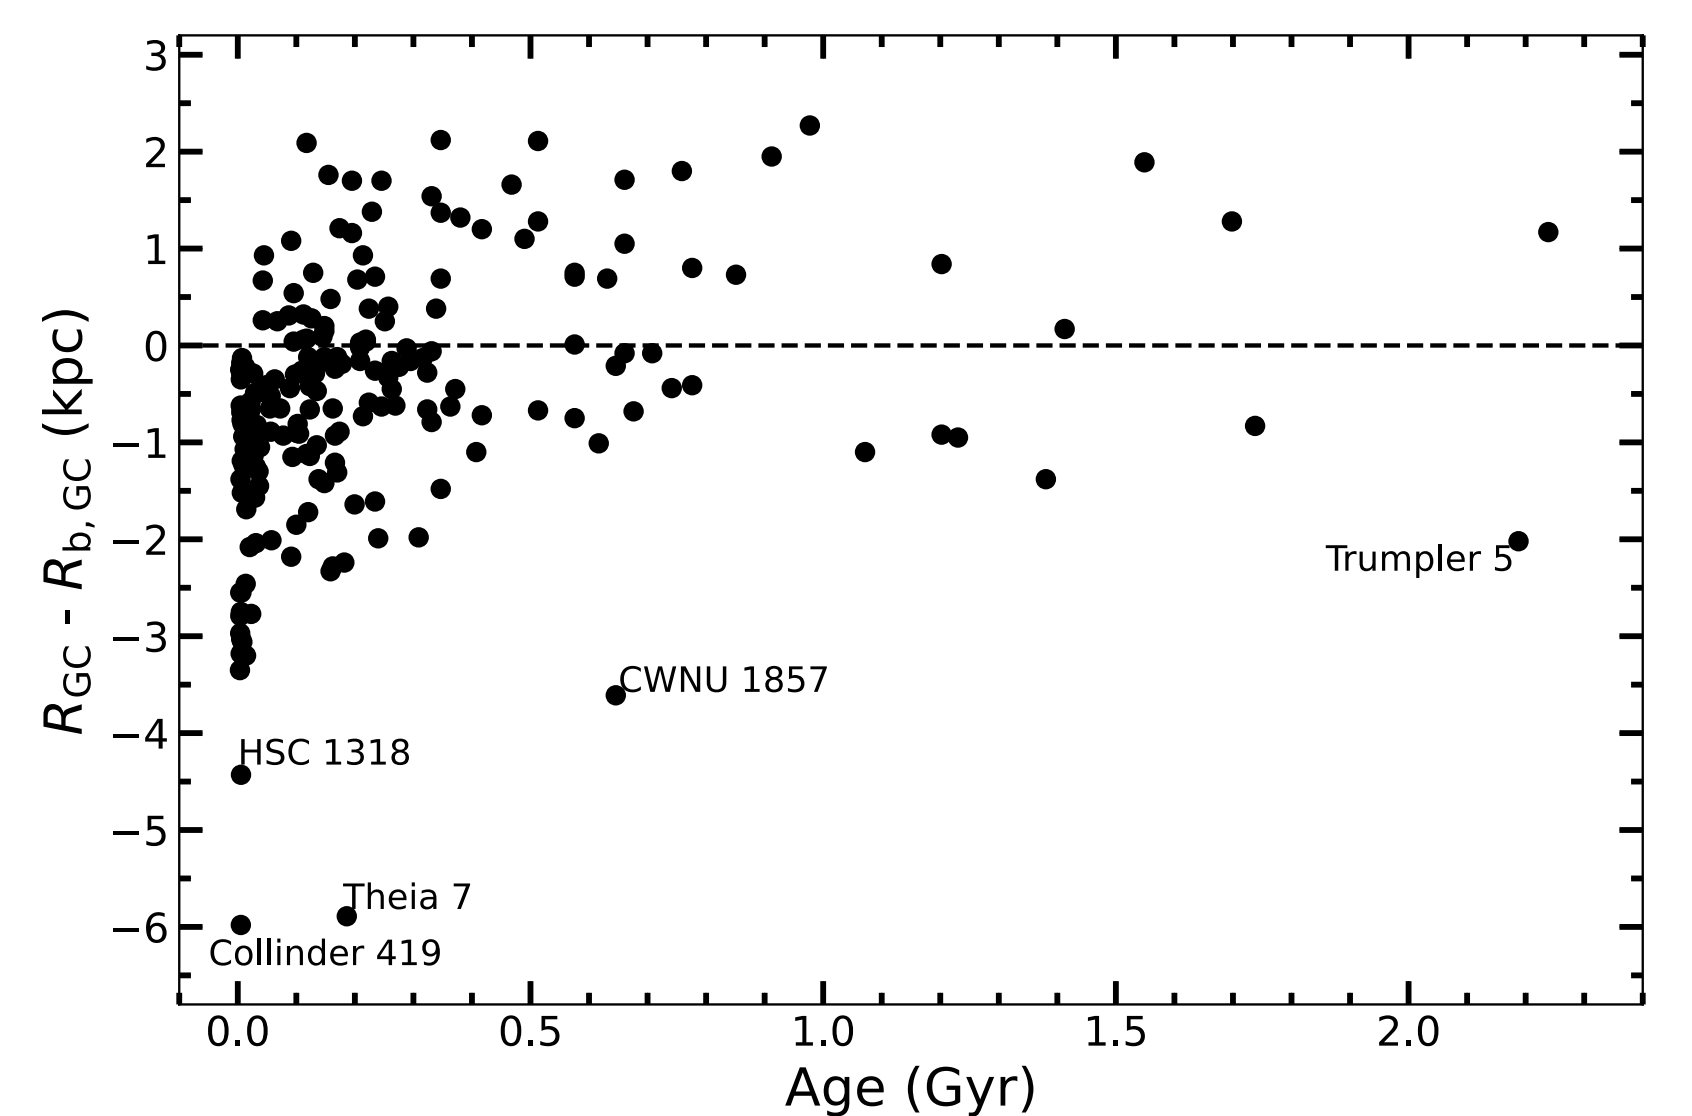 3
2
1
0
−1
−2
−3
−4
−5
−6
R_GC - R_b,GC (kpc)
Trumpler 5
CWNU 1857
HSC 1318
Theia 7
Collinder 419
0.0 0.5 1.0 1.5 2.0
Age (Gyr)